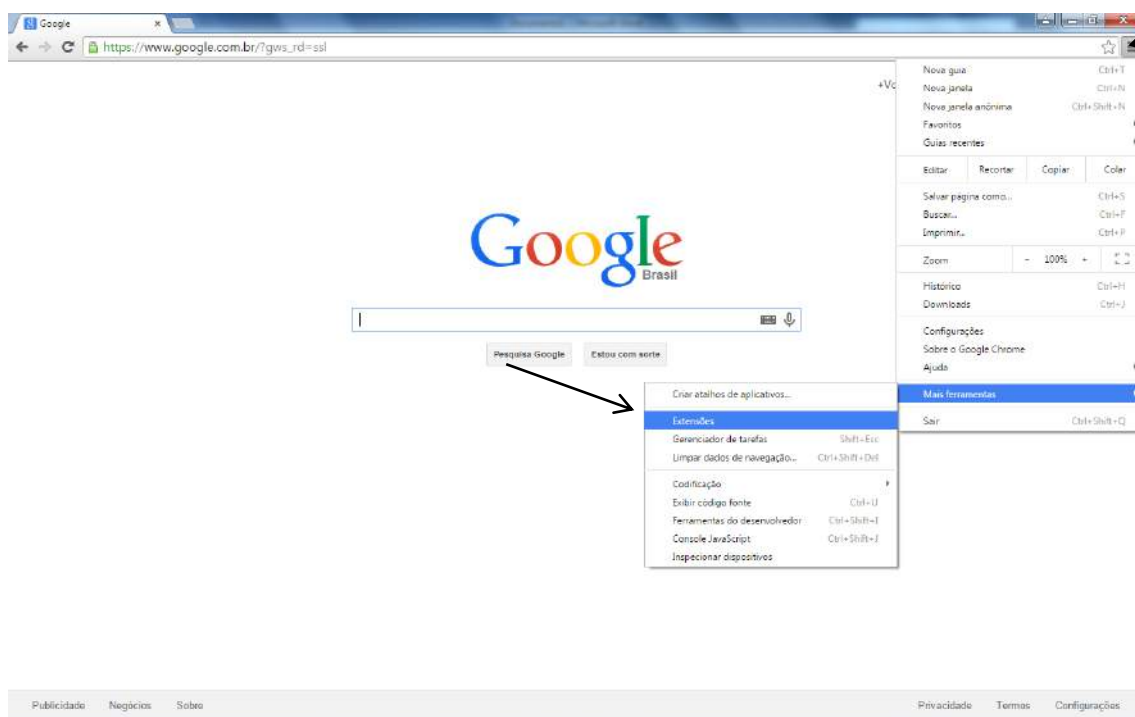 Google
https://www.google.com.br/?gws_rd=ssl
+Vo
Nova guia Ctrl+T
Nova janela Ctrl+N
Nova janela anônima Ctrl+Shift+N
Favoritos
Guias recentes
Editar Recortar Copiar Colar
Salvar página como... Ctrl+S
Buscar... Ctrl+F
Imprimir... Ctrl+P
Zoom - 100% +
Histórico Ctrl+H
Downloads Ctrl+J
Configurações
Sobre o Google Chrome
Ajuda
Mais ferramentas
Sair Ctrl+Shift+Q
Google
Brasil
Pesquisa Google Estou com sorte
Criar atalhos de aplicativos...
Extensões
Gerenciador de tarefas Shift+Esc
Limpar dados de navegação... Ctrl+Shift+Del
Codificação
Exibir código fonte Ctrl+U
Ferramentas do desenvolvedor Ctrl+Shift+I
Console JavaScript Ctrl+Shift+J
Inspecionar dispositivos
Publicidade Negócios Sobre Privacidade Termos Configurações